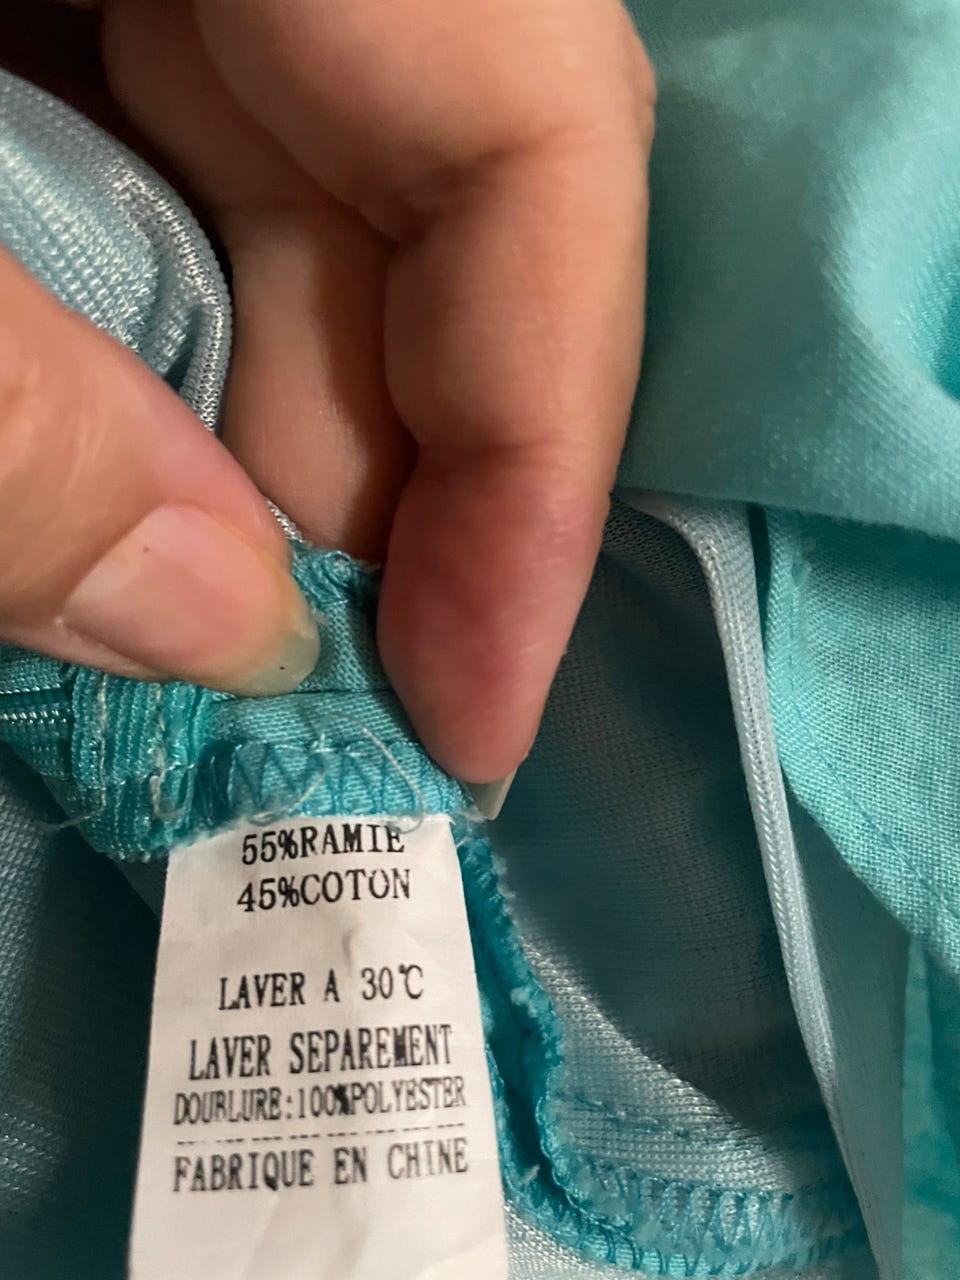 55%RAMIE
45%COTON
LAVER A 30℃
LAVER SEPAREMENT
DOUBLURE:100%POLYESTER
FABRIQUE EN CHINE